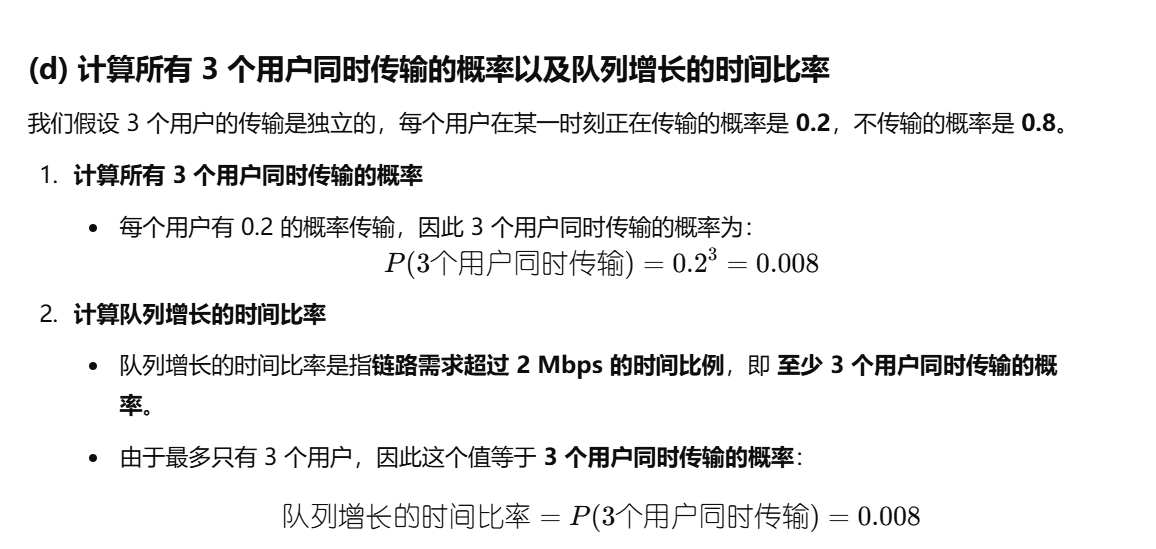 (d) 计算所有 3 个用户同时传输的概率以及队列增长的时间比率
我们假设 3 个用户的传输是独立的，每个用户在某一时刻正在传输的概率是 0.2，不传输的概率是 0.8。
1. 计算所有 3 个用户同时传输的概率
• 每个用户有 0.2 的概率传输，因此 3 个用户同时传输的概率为：
P(3个用户同时传输) = 0.2³ = 0.008
2. 计算队列增长的时间比率
• 队列增长的时间比率是指链路需求超过 2 Mbps 的时间比例，即 至少 3 个用户同时传输的概
率。
• 由于最多只有 3 个用户，因此这个值等于 3 个用户同时传输的概率：
队列增长的时间比率 = P(3个用户同时传输) = 0.008